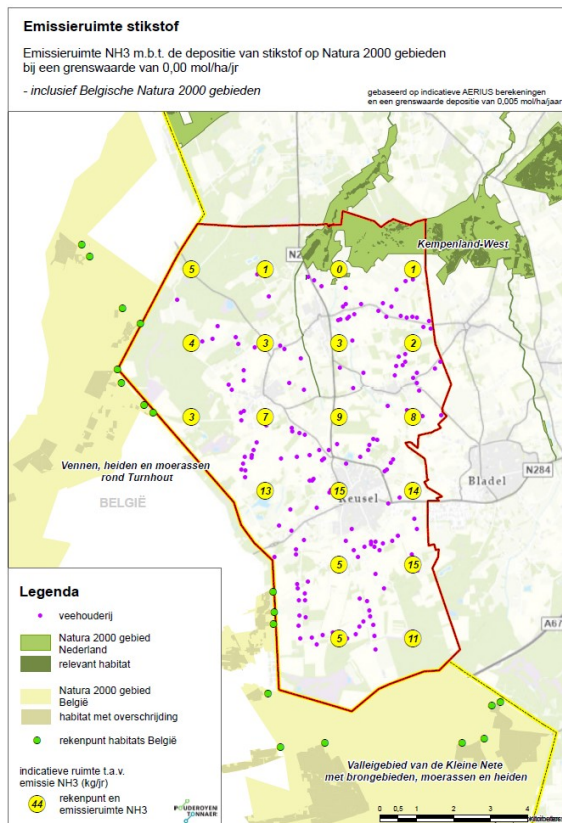 Emissieruimte stikstof
Emissieruimte NH3 m.b.t. de depositie van stikstof op Natura 2000 gebieden
bij een grenswaarde van 0,00 mol/ha/jr
- inclusief Belgische Natura 2000 gebieden
gebaseerd op indicatieve AERIUS berekeningen
en een grenswaarde depositie van 0,005 mol/ha/jaar
Kempenland-West
5
1
0
1
4
3
3
2
3
7
9
8
Vennen, heiden en moerassen
rond Turnhout
BELGIË
Bladel
N284
13
15
14
Reusel
5
15
A67
5
11
Legenda
veehouderij
Natura 2000 gebied
Nederland
relevant habitat
Natura 2000 gebied
België
habitat met overschrijding
rekenpunt habitats België
indicatieve ruimte t.a.v.
emissie NH3 (kg/jr)
44
rekenpunt en
emissieruimte NH3
POUDEROYEN
TONNAER
Valleigebied van de Kleine Nete
met brongebieden, moerassen en heiden
0 0,5 1 2 3 4